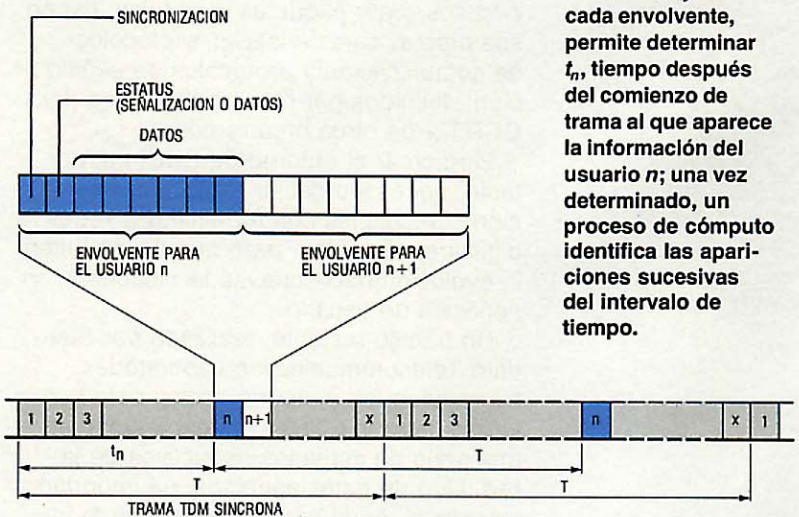 SINCRONIZACION
ESTATUS
(SEÑALIZACION O DATOS)
DATOS
ENVOLVENTE PARA
EL USUARIO n
ENVOLVENTE PARA
EL USUARIO n+1
1 2 3 n n+1 x 1 2 3 n x 1
tn T
T T
TRAMA TDM SINCRONA
cada envolvente,
permite determinar
tn, tiempo después
del comienzo de
trama al que aparece
la información del
usuario n; una vez
determinado, un
proceso de cómputo
identifica las apari-
ciones sucesivas
del intervalo de
tiempo.